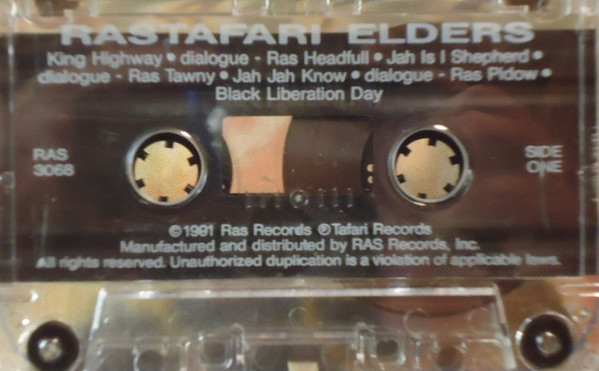 RASTAFARI ELDERS
King Highway • dialogue - Ras Headfull • Jah Is I Shepherd •
dialogue - Ras Tawny • Jah Jah Know • dialogue - Ras Pidow •
Black Liberation Day
RAS
3068
SIDE
ONE
©1991 Ras Records ℗Tafari Records
Manufactured and distributed by RAS Records, Inc.
All rights reserved. Unauthorized duplication is a violation of applicable laws.